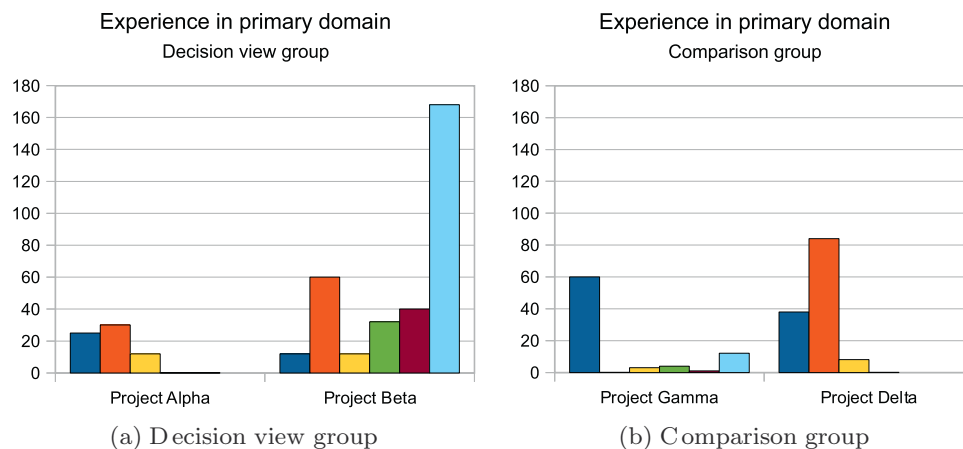 Experience in primary domain
Decision view group
180
160
140
120
100
80
60
40
20
0
Project Alpha
Project Beta
(a) Decision view group
Experience in primary domain
Comparison group
180
160
140
120
100
80
60
40
20
0
Project Gamma
Project Delta
(b) Comparison group